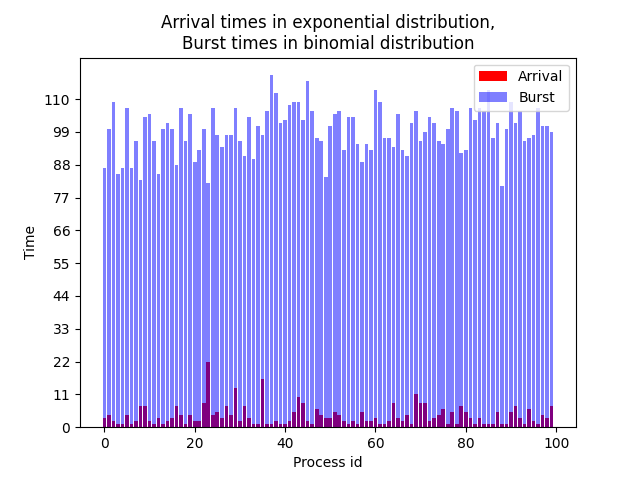 Arrival times in exponential distribution,
Burst times in binomial distribution
Arrival
Burst
Time
110
99
88
77
66
55
44
33
22
11
0
0 20 40 60 80 100
Process id